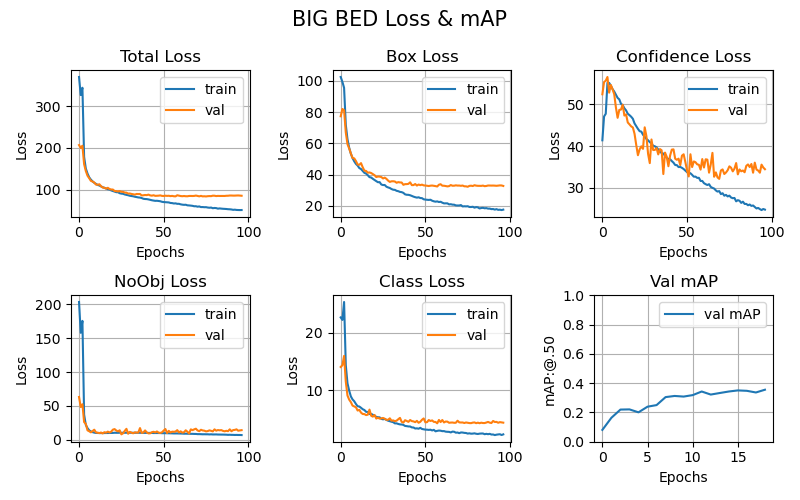 BIG BED Loss & mAP
Total Loss
Loss
300
200
100
0
50
100
Epochs
train
val
Box Loss
Loss
100
80
60
40
20
0
50
100
Epochs
train
val
Confidence Loss
Loss
50
40
30
0
50
100
Epochs
train
val
NoObj Loss
Loss
200
150
100
50
0
0
50
100
Epochs
train
val
Class Loss
Loss
20
10
0
50
100
Epochs
train
val
Val mAP
mAP:@.50
1.0
0.8
0.6
0.4
0.2
0.0
0
5
10
15
Epochs
val mAP